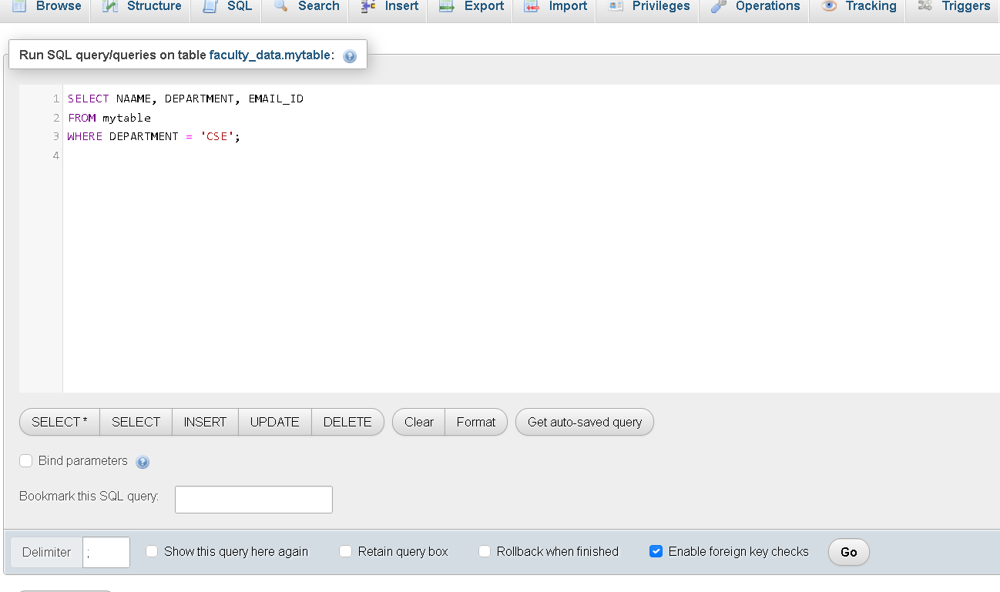 Browse Structure SQL Search Insert Export Import Privileges Operations Tracking Triggers
Run SQL query/queries on table faculty_data.mytable:
1 SELECT NAAME, DEPARTMENT, EMAIL_ID
2 FROM mytable
3 WHERE DEPARTMENT = 'CSE';
4
SELECT * SELECT INSERT UPDATE DELETE Clear Format Get auto-saved query
Bind parameters
Bookmark this SQL query:
Delimiter ; Show this query here again Retain query box Rollback when finished Enable foreign key checks Go